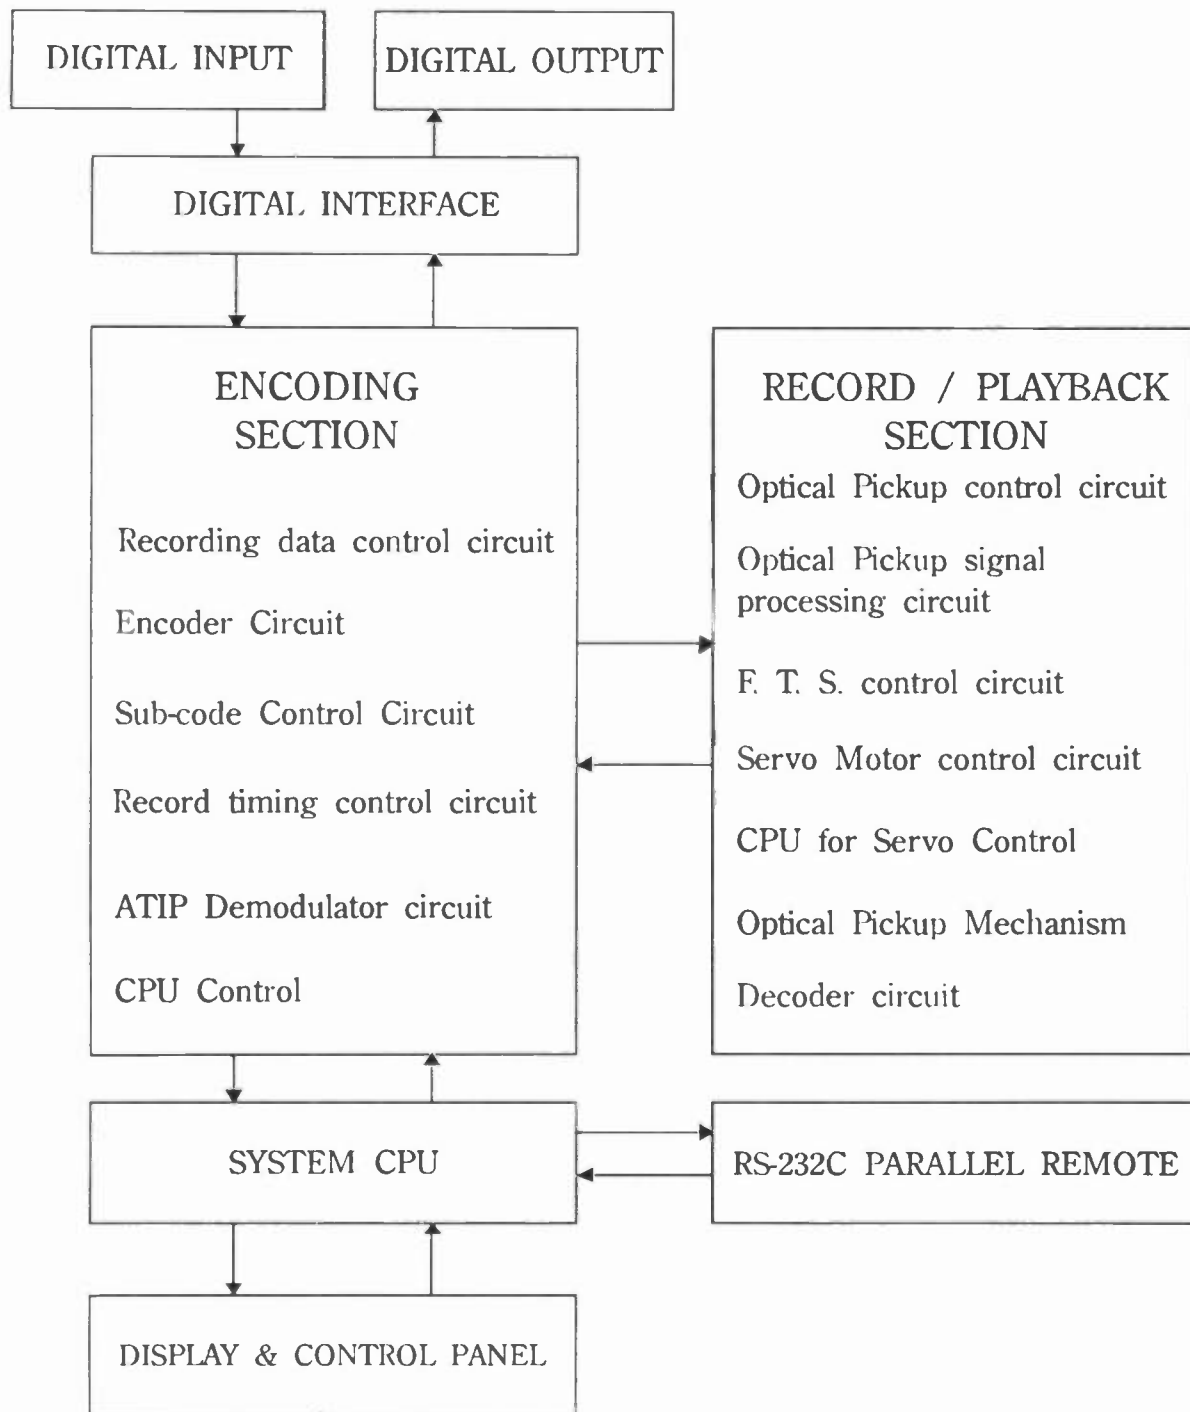 DIGITAL INPUT
DIGITAL OUTPUT
DIGITAL INTERFACE
ENCODING
SECTION
Recording data control circuit
Encoder Circuit
Sub-code Control Circuit
Record timing control circuit
ATIP Demodulator circuit
CPU Control
RECORD / PLAYBACK
SECTION
Optical Pickup control circuit
Optical Pickup signal
processing circuit
F. T. S. control circuit
Servo Motor control circuit
CPU for Servo Control
Optical Pickup Mechanism
Decoder circuit
SYSTEM CPU
RS-232C PARALLEL REMOTE
DISPLAY & CONTROL PANEL